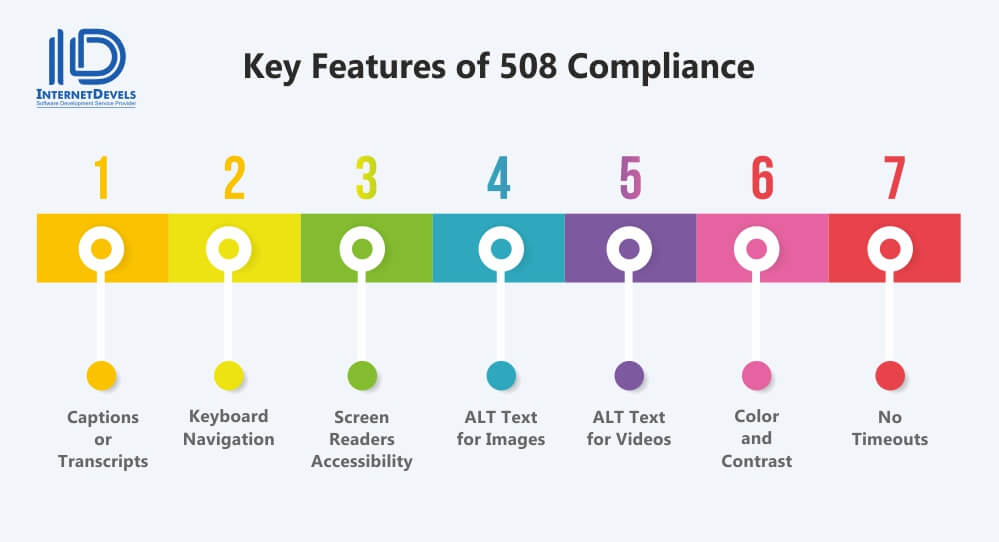 INTERNETDEVELS
Software Development Service Provider
Key Features of 508 Compliance
1 2 3 4 5 6 7
Captions
or
Transcripts
Keyboard
Navigation
Screen
Readers
Accessibility
ALT Text
for Images
ALT Text
for Videos
Color
and
Contrast
No
Timeouts